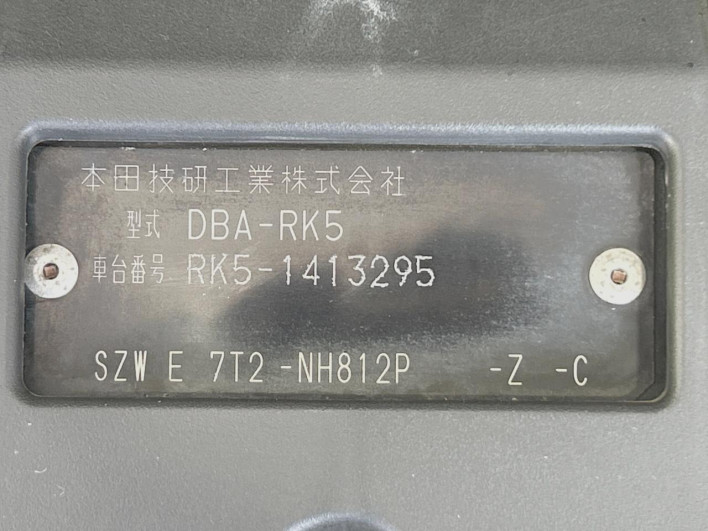 本田技研工業株式会社
型式 DBA-RK5
車台番号 RK5-1413295
SZW E 7T2 -NH812P -Z -C